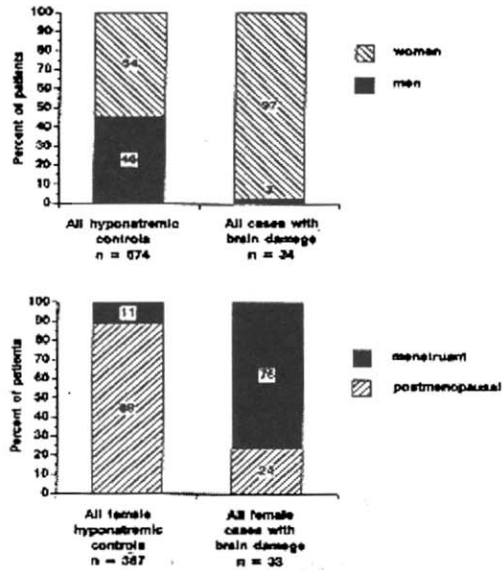 100
90
80
70
60
50
40
30
20
10
0
Percent of patients
54
46
97
3
women
men
All hyponatremic
controls
n = 674
All cases with
brain damage
n = 34
100
90
80
70
60
50
40
30
20
10
0
Percent of patients
11
76
24
menstruant
postmenopausal
All female
hyponatremic
controls
n = 367
All female
cases with
brain damage
n = 33